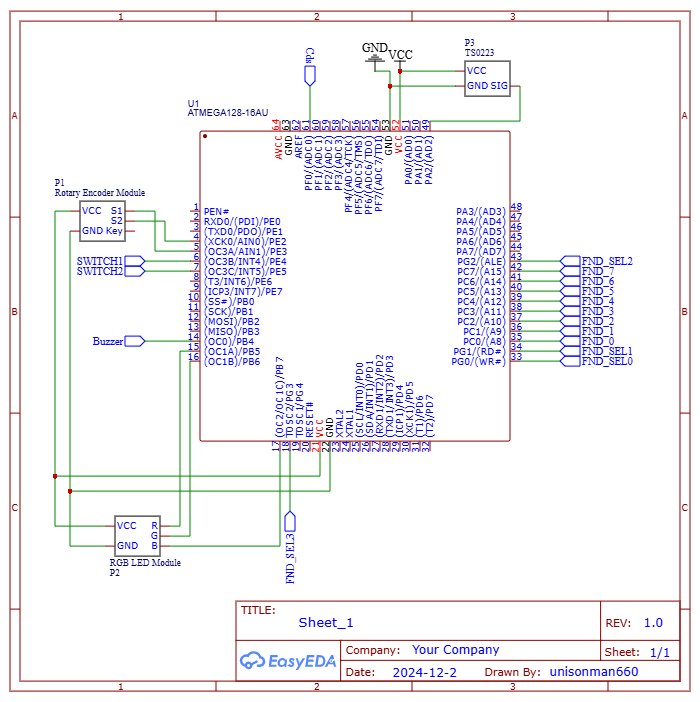 1 2 3
A
B
C
A
B
C
1 2 3
U1
ATMEGA128-16AU
Cds
GND
VCC
P3
TS0223
VCC
GND SIG
64 63 62 61 60 59 58 57 56 55 54 53 52 51 50 49
AVCC
GND
AREF
PF0/(ADC0)
PF1/(ADC1)
PF2/(ADC2)
PF3/(ADC3)
PF4/(ADC4/TCK)
PF5/(ADC5/TMS)
PF6/(ADC6/TDO)
PF7/(ADC7/TDI)
GND
VCC
PA0/(AD0)
PA1/(AD1)
PA2/(AD2)
P1
Rotary Encoder Module
VCC S1
S2
GND Key
SWITCH1
SWITCH2
Buzzer
1 PEN#
2 RXD0/(PDI)/PE0
3 (TXD0/PDO)/PE1
4 (XCK0/AIN0)/PE2
5 (OC3A/AIN1)/PE3
6 (OC3B/INT4)/PE4
7 (OC3C/INT5)/PE5
8 (T3/INT6)/PE6
9 (ICP3/INT7)/PE7
10 (SS#)/PB0
11 (SCK)/PB1
12 (MOSI)/PB2
13 (MISO)/PB3
14 (OC0)/PB4
15 (OC1A)/PB5
16 (OC1B)/PB6
PA3/(AD3) 48
PA4/(AD4) 47
PA5/(AD5) 46
PA6/(AD6) 45
PA7/(AD7) 44
PG2/(ALE) 43 FND_SEL2
PC7/(A15) 42 FND_7
PC6/(A14) 41 FND_6
PC5/(A13) 40 FND_5
PC4/(A12) 39 FND_4
PC3/(A11) 38 FND_3
PC2/(A10) 37 FND_2
PC1/(A9) 36 FND_1
PC0/(A8) 35 FND_0
PG1/(RD#) 34 FND_SEL1
PG0/(WR#) 33 FND_SEL0
(OC2/OC1C)/PB7
TOSC2/PG3
TOSC1/PG4
RESET#
VCC
GND
XTAL2
XTAL1
(SCL/INT0)/PD0
(SDA/INT1)/PD1
(RXD1/INT2)/PD2
(TXD1/INT3)/PD3
(ICP1)/PD4
(XCK1)/PD5
(T1)/PD6
(T2)/PD7
17 18 19 20 21 22 23 24 25 26 27 28 29 30 31 32
FND_SEL3
VCC R
G
GND B
RGB LED Module
P2
TITLE:
Sheet_1
REV: 1.0
EasyEDA
Company: Your Company
Sheet: 1/1
Date: 2024-12-2 Drawn By: unisonman660